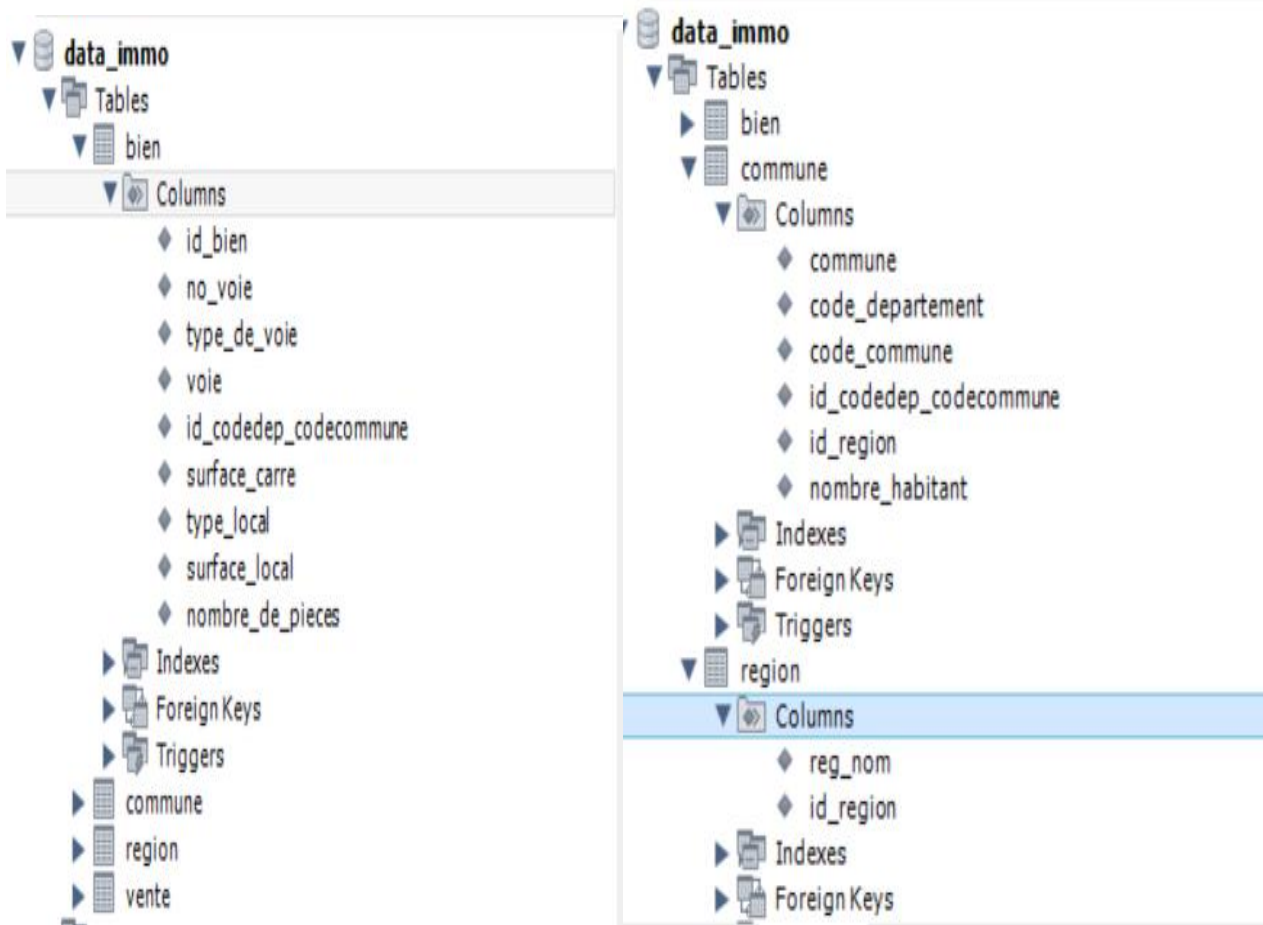 data_immo
Tables
bien
Columns
id_bien
no_voie
type_de_voie
voie
id_codedep_codecommune
surface_carre
type_local
surface_local
nombre_de_pieces
Indexes
Foreign Keys
Triggers
commune
region
vente
data_immo
Tables
bien
commune
Columns
commune
code_departement
code_commune
id_codedep_codecommune
id_region
nombre_habitant
Indexes
Foreign Keys
Triggers
region
Columns
reg_nom
id_region
Indexes
Foreign Keys